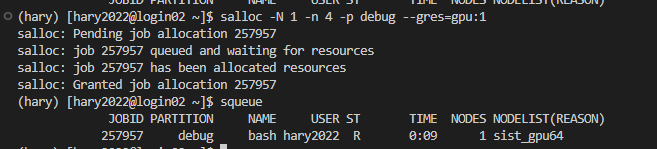 JOBID PARTITION NAME USER ST TIME NODES NODELIST(REASON)
(hary) [hary2022@login02 ~]$ salloc -N 1 -n 4 -p debug --gres=gpu:1
salloc: Pending job allocation 257957
salloc: job 257957 queued and waiting for resources
salloc: job 257957 has been allocated resources
salloc: Granted job allocation 257957
(hary) [hary2022@login02 ~]$ squeue
JOBID PARTITION NAME USER ST TIME NODES NODELIST(REASON)
257957 debug bash hary2022 R 0:09 1 sist_gpu64
(hary) [hary2022@login02 ~]$